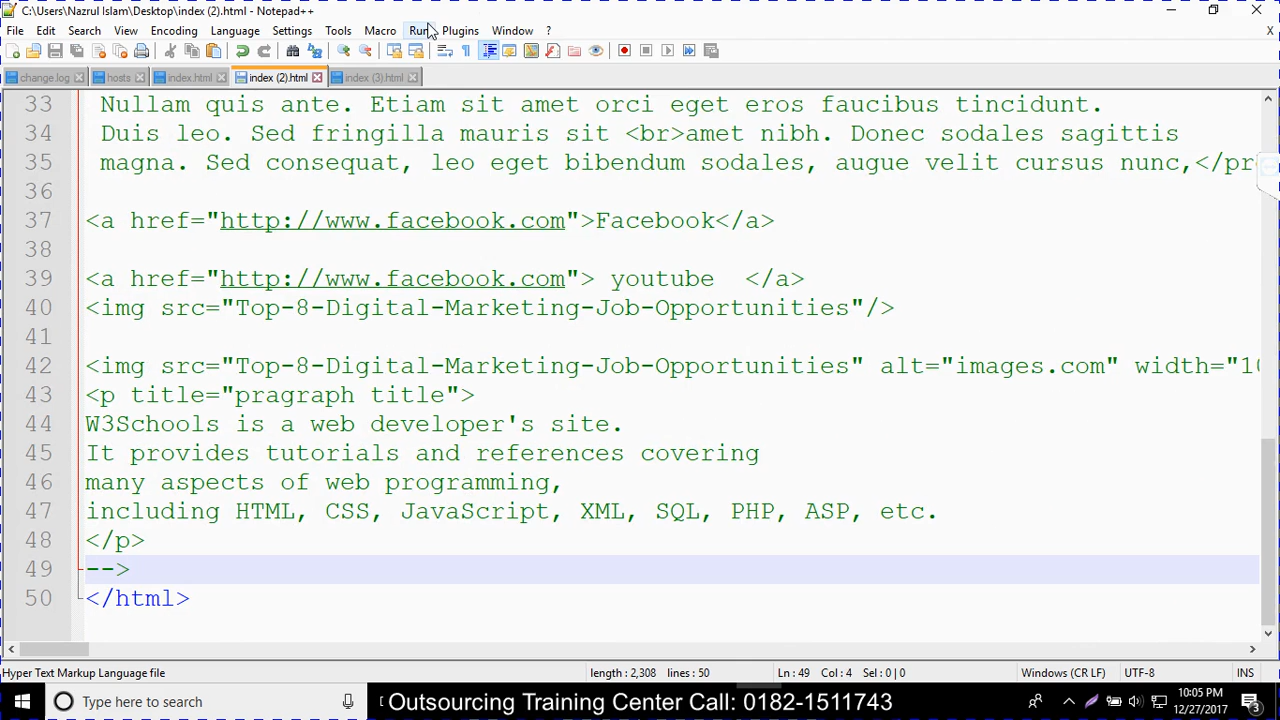 C:\Users\Nazrul Islam\Desktop\index (2).html - Notepad++
File Edit Search View Encoding Language Settings Tools Macro Run Plugins Window ? X
change.log hosts index.html index (2).html index (3).html
33 Nullam quis ante. Etiam sit amet orci eget eros faucibus tincidunt.
34 Duis leo. Sed fringilla mauris sit <br>amet nibh. Donec sodales sagittis
35 magna. Sed consequat, leo eget bibendum sodales, augue velit cursus nunc,</pr
36
37 <a href="http://www.facebook.com">Facebook</a>
38
39 <a href="http://www.facebook.com"> youtube  </a>
40 <img src="Top-8-Digital-Marketing-Job-Opportunities"/>
41
42 <img src="Top-8-Digital-Marketing-Job-Opportunities" alt="images.com" width="10
43 <p title="pragraph title">
44 W3Schools is a web developer's site.
45 It provides tutorials and references covering
46 many aspects of web programming,
47 including HTML, CSS, JavaScript, XML, SQL, PHP, ASP, etc.
48 </p>
49 -->
50 </html>
Hyper Text Markup Language file length : 2,308 lines : 50 Ln : 49 Col : 4 Sel : 0 | 0 Windows (CR LF) UTF-8 INS
Type here to search [ Outsourcing Training Center Call: 0182-1511743 10:05 PM
12/27/2017 3